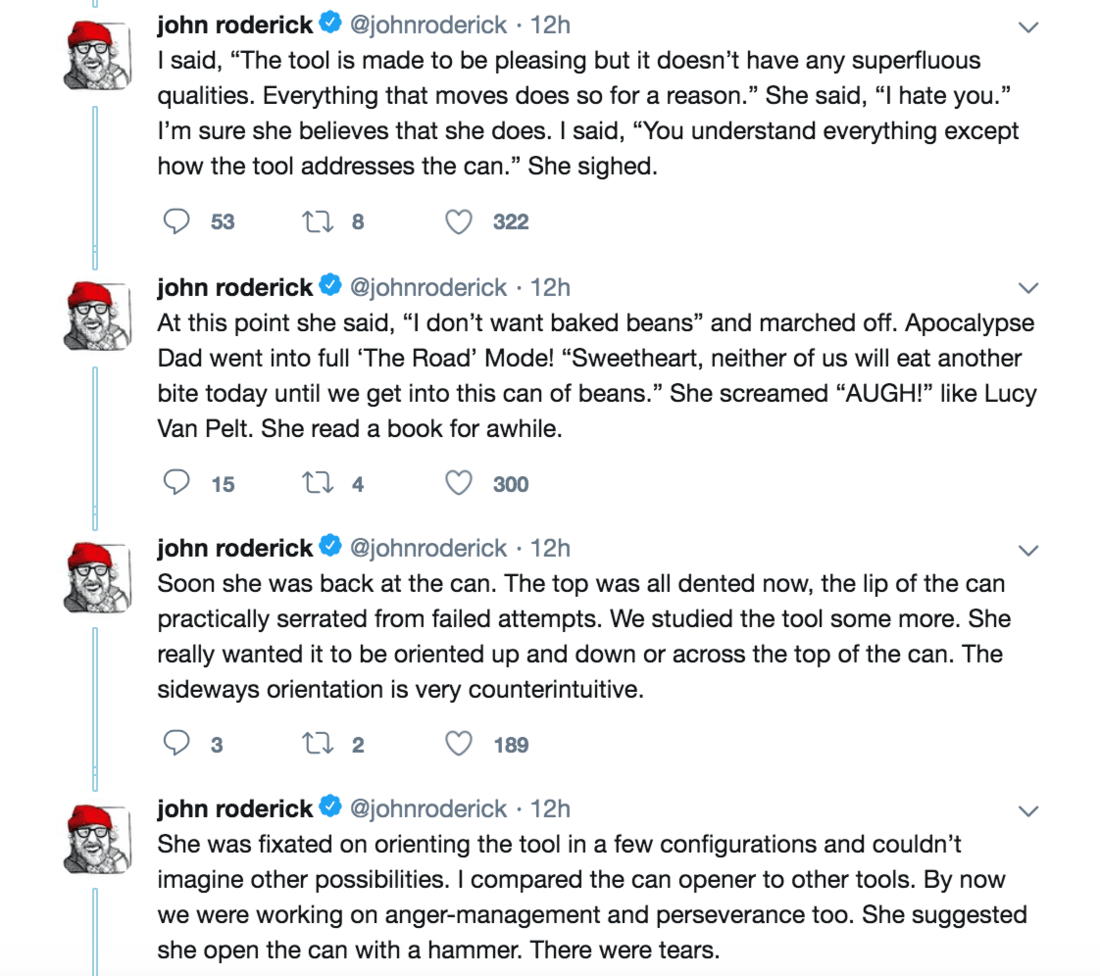 john roderick @johnroderick · 12h
I said, “The tool is made to be pleasing but it doesn’t have any superfluous
qualities. Everything that moves does so for a reason.” She said, “I hate you.”
I’m sure she believes that she does. I said, “You understand everything except
how the tool addresses the can.” She sighed.
53 8 322
john roderick @johnroderick · 12h
At this point she said, “I don’t want baked beans” and marched off. Apocalypse
Dad went into full ‘The Road’ Mode! “Sweetheart, neither of us will eat another
bite today until we get into this can of beans.” She screamed “AUGH!” like Lucy
Van Pelt. She read a book for awhile.
15 4 300
john roderick @johnroderick · 12h
Soon she was back at the can. The top was all dented now, the lip of the can
practically serrated from failed attempts. We studied the tool some more. She
really wanted it to be oriented up and down or across the top of the can. The
sideways orientation is very counterintuitive.
3 2 189
john roderick @johnroderick · 12h
She was fixated on orienting the tool in a few configurations and couldn’t
imagine other possibilities. I compared the can opener to other tools. By now
we were working on anger-management and perseverance too. She suggested
she open the can with a hammer. There were tears.